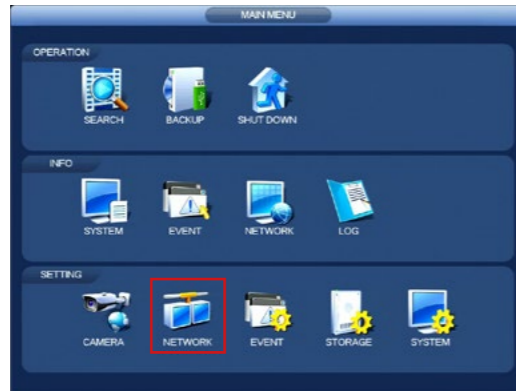 MAIN MENU
OPERATION
SEARCH BACKUP SHUT DOWN
INFO
SYSTEM EVENT NETWORK LOG
SETTING
CAMERA NETWORK EVENT STORAGE SYSTEM